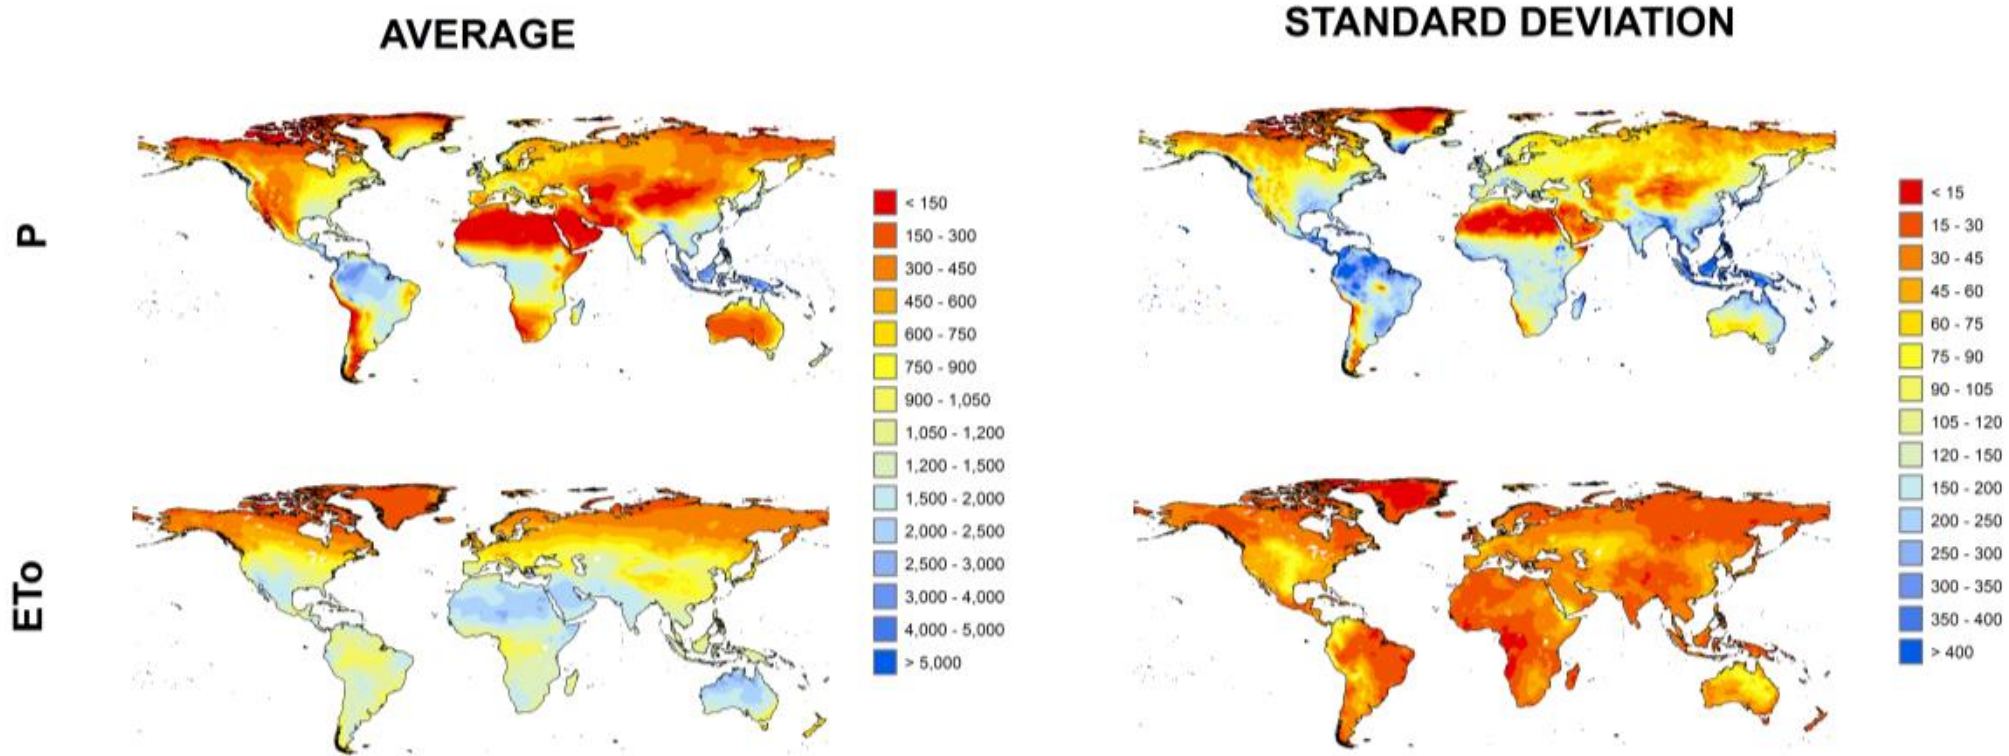 AVERAGE
STANDARD DEVIATION
P
< 150
150 - 300
300 - 450
450 - 600
600 - 750
750 - 900
900 - 1,050
1,050 - 1,200
1,200 - 1,500
1,500 - 2,000
2,000 - 2,500
2,500 - 3,000
3,000 - 4,000
4,000 - 5,000
> 5,000
< 15
15 - 30
30 - 45
45 - 60
60 - 75
75 - 90
90 - 105
105 - 120
120 - 150
150 - 200
200 - 250
250 - 300
300 - 350
350 - 400
> 400
ETo